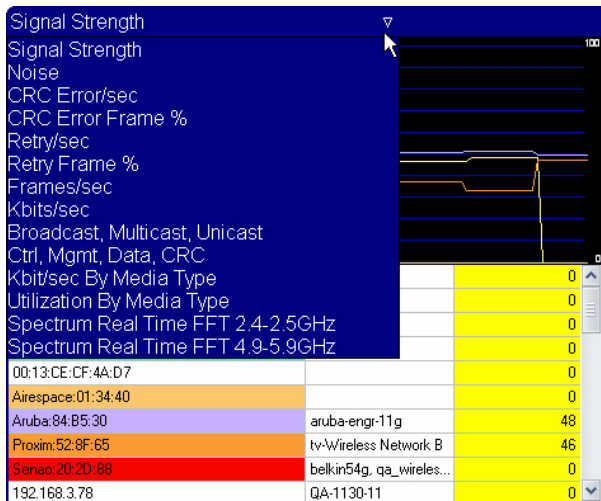 Signal Strength
Signal Strength
Noise
CRC Error/sec
CRC Error Frame %
Retry/sec
Retry Frame %
Frames/sec
Kbits/sec
Broadcast, Multicast, Unicast
Ctrl, Mgmt, Data, CRC
Kbit/sec By Media Type
Utilization By Media Type
Spectrum Real Time FFT 2.4-2.5GHz
Spectrum Real Time FFT 4.9-5.9GHz
100
0
0
0
0
0
00:13:CE:CF:4A:D7 0
Airespace:01:34:40 0
Aruba:84:B5:30 aruba-engr-11g 48
Proxim:52:8F:65 tv-Wireless Network B 46
Senao:20:2D:88 belkin54g, qa_wireles... 0
192.168.3.78 QA-1130-11 0